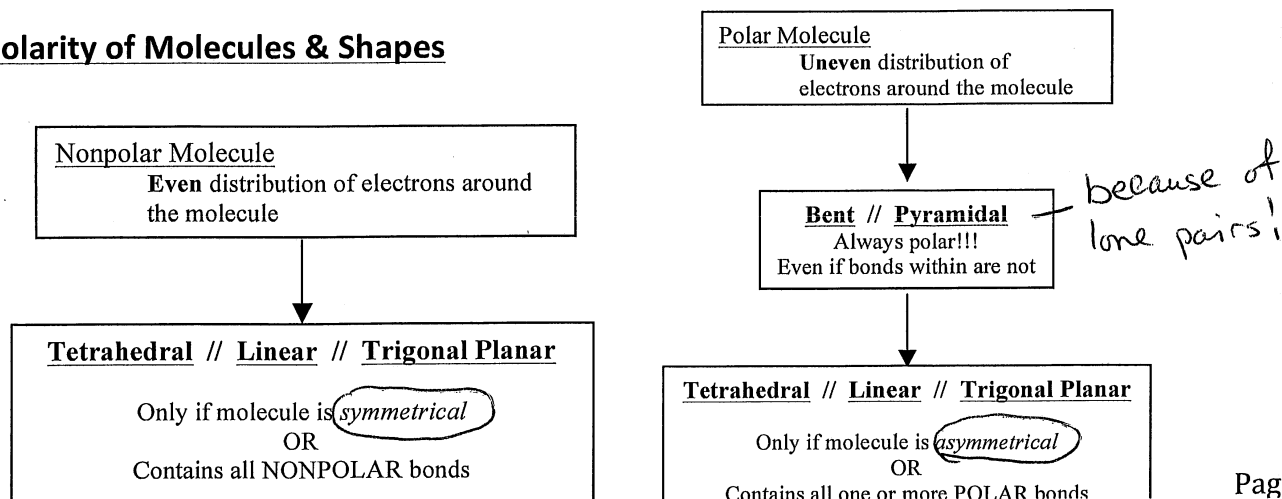 olarity of Molecules & Shapes
Nonpolar Molecule
Even distribution of electrons around
the molecule
Tetrahedral // Linear // Trigonal Planar
Only if molecule is symmetrical
OR
Contains all NONPOLAR bonds
Polar Molecule
Uneven distribution of
electrons around the molecule
Bent // Pyramidal
Always polar!!!
Even if bonds within are not
because of
lone pairs!
Tetrahedral // Linear // Trigonal Planar
Only if molecule is asymmetrical
OR
Contains all one or more POLAR bonds
Pag